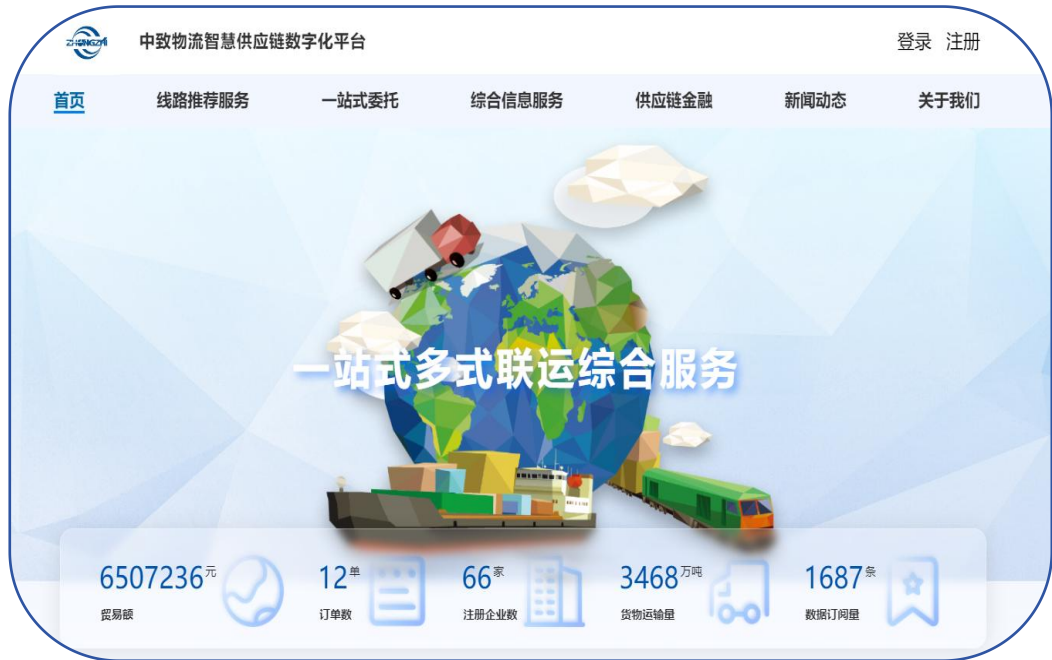 ZHONGZHI
中致物流智慧供应链数字化平台
登录 注册
首页 线路推荐服务 一站式委托 综合信息服务 供应链金融 新闻动态 关于我们
一站式多式联运综合服务
6507236元 12单 66家 3468万吨 1687条
贸易额 订单数 注册企业数 货物运输量 数据订阅量